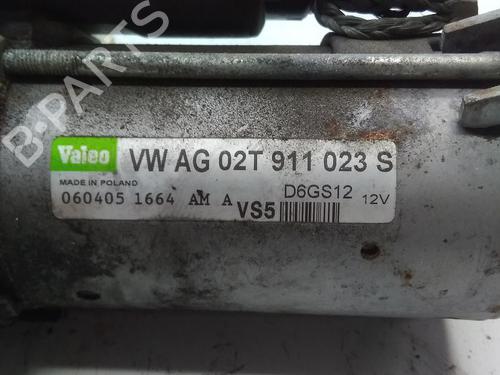 B-PARTS
Valeo VW AG 02T 911 023 S
MADE IN POLAND D6GS12 12V
060405 1664 AM A VS5